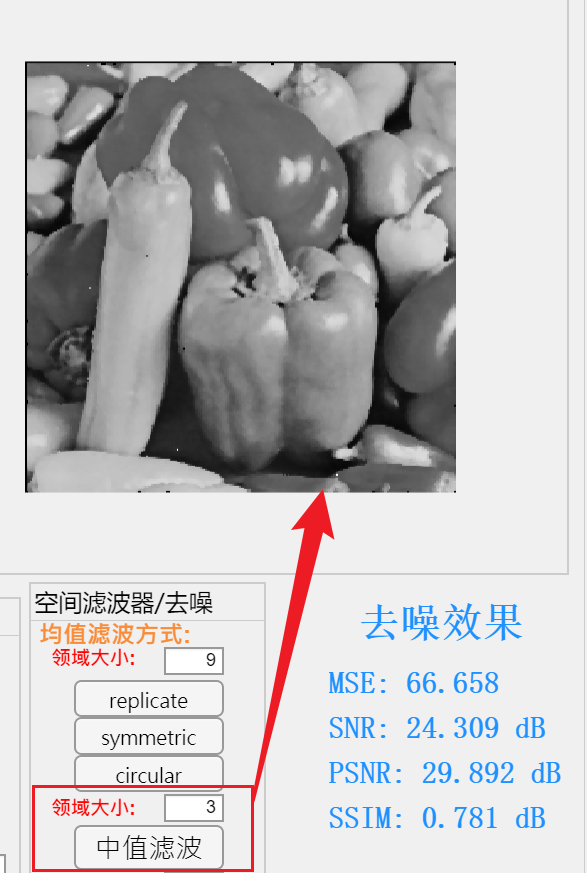 空间滤波器/去噪
均值滤波方式:
领域大小: 9
replicate
symmetric
circular
领域大小: 3
中值滤波
去噪效果
MSE: 66.658
SNR: 24.309 dB
PSNR: 29.892 dB
SSIM: 0.781 dB